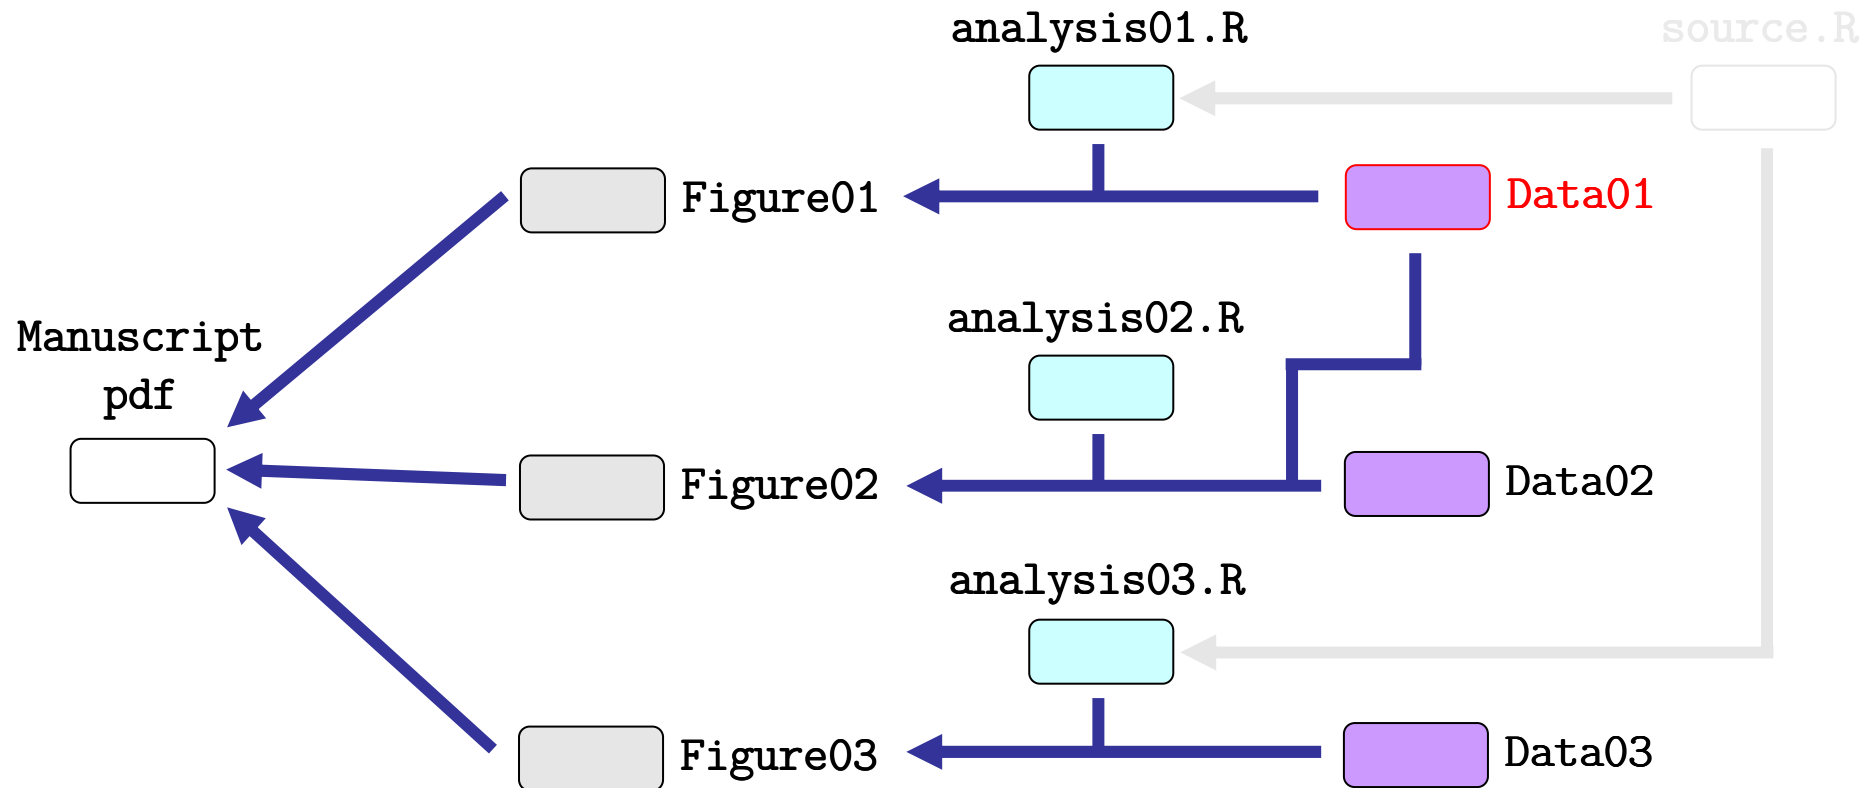 analysis01.R
source.R
Figure01
Data01
analysis02.R
Manuscript
pdf
Figure02
Data02
analysis03.R
Figure03
Data03